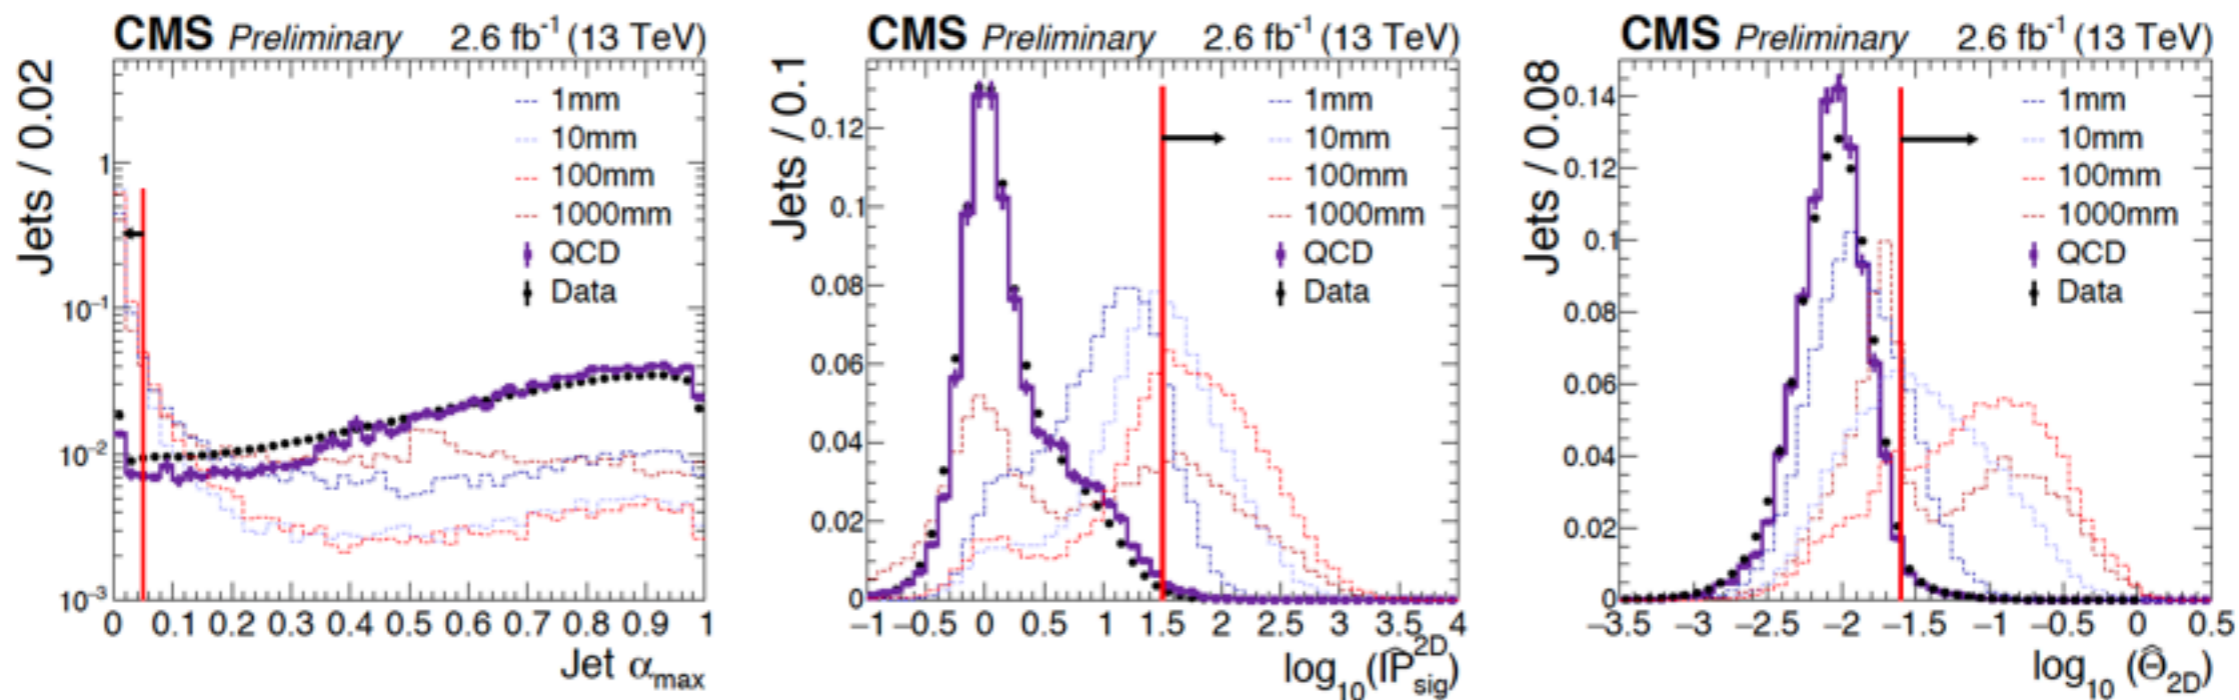 CMS Preliminary 2.6 fb⁻¹ (13 TeV)
Jets / 0.02
1
10⁻¹
10⁻²
10⁻³
1mm
10mm
100mm
1000mm
QCD
Data
0 0.1 0.2 0.3 0.4 0.5 0.6 0.7 0.8 0.9 1
Jet α_max
CMS Preliminary 2.6 fb⁻¹ (13 TeV)
Jets / 0.1
0.12
0.1
0.08
0.06
0.04
0.02
0
1mm
10mm
100mm
1000mm
QCD
Data
−1 −0.5 0 0.5 1 1.5 2 2.5 3 3.5 4
log₁₀(ÎP_sig^2D)
CMS Preliminary 2.6 fb⁻¹ (13 TeV)
Jets / 0.08
0.14
0.12
0.1
0.08
0.06
0.04
0.02
0
1mm
10mm
100mm
1000mm
QCD
Data
−3.5 −3 −2.5 −2 −1.5 −1 −0.5 0 0.5
log₁₀ (Θ̂_2D)